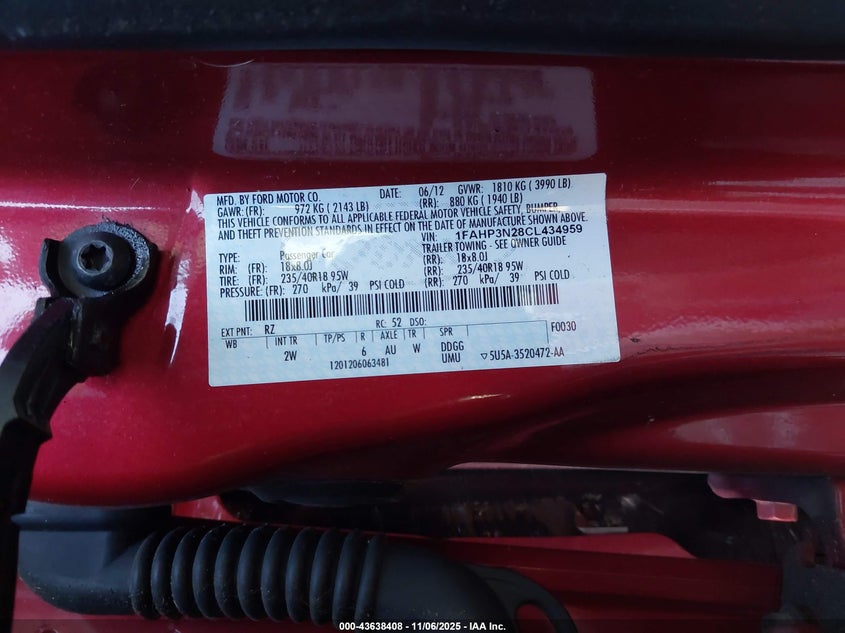 MFD. BY FORD MOTOR CO. DATE: 06/12 GVWR: 1810 KG ( 3990 LB)
GAWR: (FR): 972 KG ( 2143 LB) (RR): 880 KG ( 1940 LB)
THIS VEHICLE CONFORMS TO ALL APPLICABLE FEDERAL MOTOR VEHICLE SAFETY, BUMPER,
AND THEFT PREVENTION STANDARDS IN EFFECT ON THE DATE OF MANUFACTURE SHOWN ABOVE.
VIN: 1FAHP3N28CL434959
TYPE: Passenger Car TRAILER TOWING - SEE OWNER GUIDE
RIM: (FR): 18x8.0J (RR): 18x8.0J
TIRE: (FR): 235/40R18 95W (RR): 235/40R18 95W
PRESSURE: (FR): 270 kPa/ 39 PSI COLD (RR): 270 kPa/ 39 PSI COLD
EXT PNT: RZ RC: 52 DSO: F0030
WB INT TR TP/PS R AXLE TR SPR
2W 6 AU W DDGG
1201206063481 UMU ▽5U5A-3520472-AA
000-43638408 - 11/06/2025 - IAA Inc.